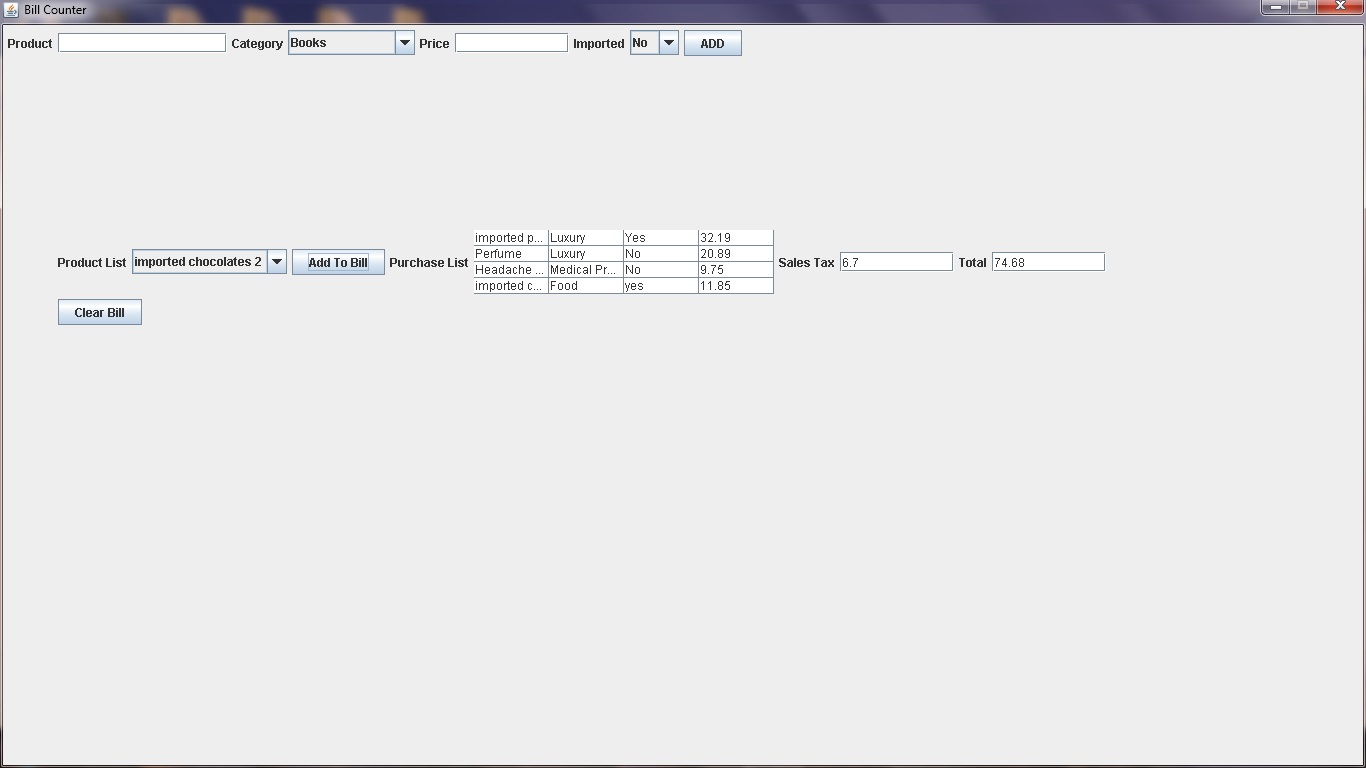 Bill Counter
Product Category Books Price Imported No ADD
imported p... Luxury Yes 32.19
Perfume Luxury No 20.89
Product List imported chocolates 2 Add To Bill Purchase List Sales Tax 6.7 Total 74.68
Headache ... Medical Pr... No 9.75
imported c... Food yes 11.85
Clear Bill